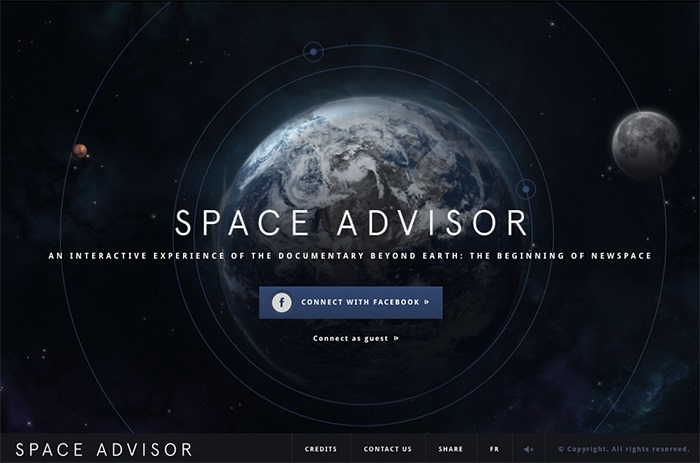 SPACE ADVISOR
AN INTERACTIVE EXPERIENCE OF THE DOCUMENTARY BEYOND EARTH: THE BEGINNING OF NEWSPACE
f CONNECT WITH FACEBOOK
Connect as guest
SPACE ADVISOR CREDITS CONTACT US SHARE FR © Copyright. All rights reserved.